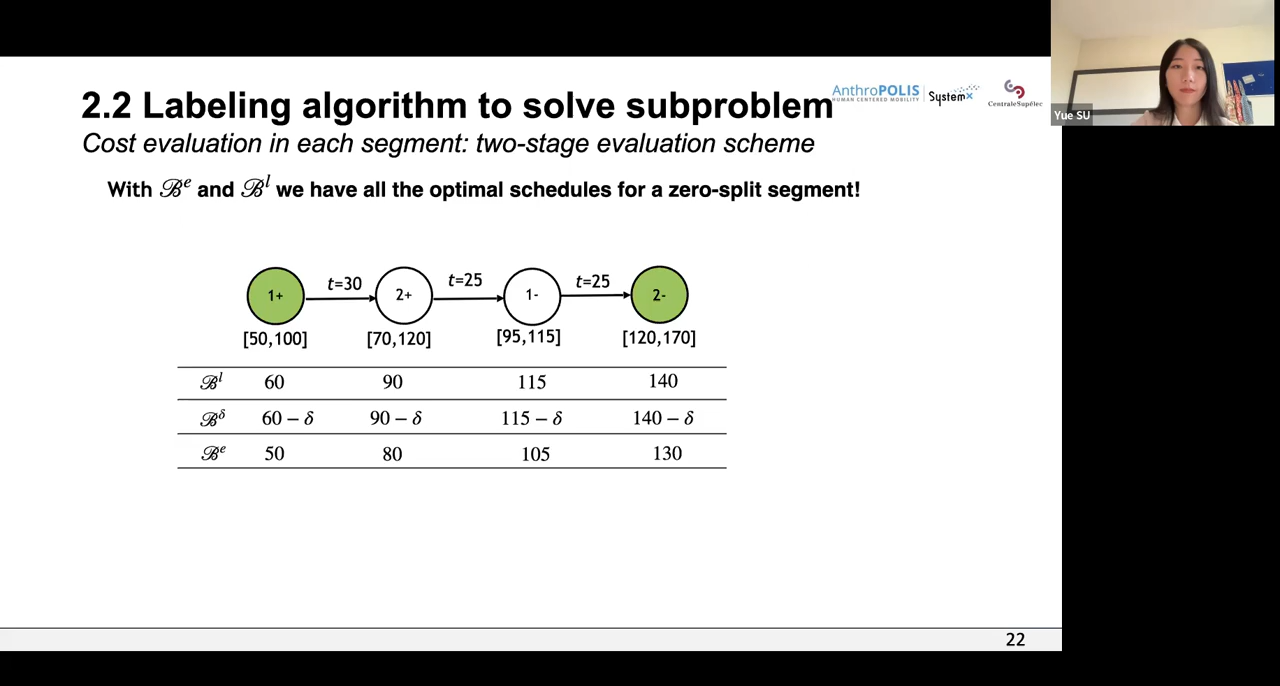 2.2 Labeling algorithm to solve subproblem
AnthroPOLIS
HUMAN CENTERED MOBILITY
SystemX
CentraleSupélec
Yue SU
Cost evaluation in each segment: two-stage evaluation scheme
With ℬᵉ and ℬˡ we have all the optimal schedules for a zero-split segment!
t=30 t=25 t=25
1+ 2+ 1- 2-
[50,100] [70,120] [95,115] [120,170]
ℬˡ 60 90 115 140
ℬᵟ 60 − δ 90 − δ 115 − δ 140 − δ
ℬᵉ 50 80 105 130
22